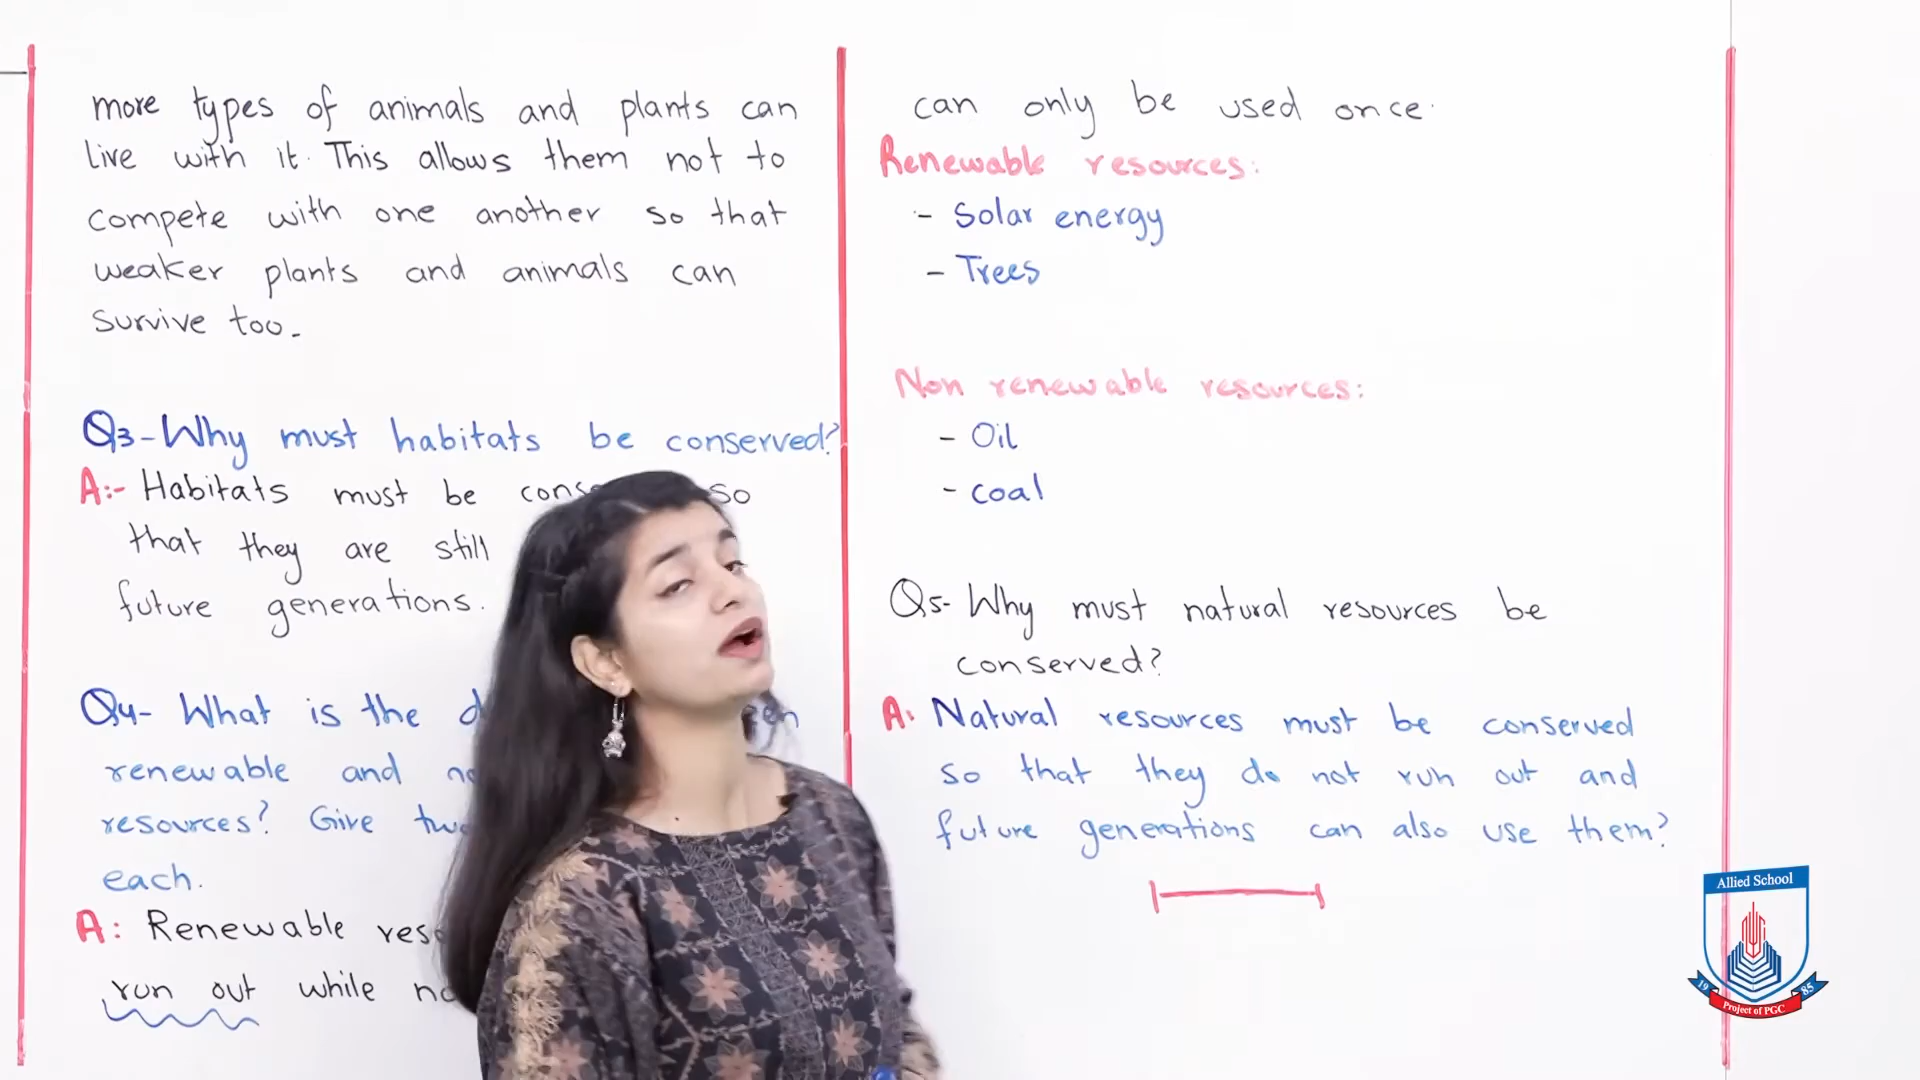 more types of animals and plants can
live with it. This allows them not to
compete with one another so that
weaker plants and animals can
survive too.
Q3-Why must habitats be conserved?
A:- Habitats must be so
that they are still
future generations.
Q4- What is the
renewable and
resources? Give
each.
A: Renewable
run out while
can only be used once.
Renewable resources:
- Solar energy
- Trees
Non renewable resources:
- Oil
- coal
Q5- Why must natural resources be
conserved?
A: Natural resources must be conserved
so that they do not run out and
future generations can also use them?
Allied School
19 85
Project of PGC